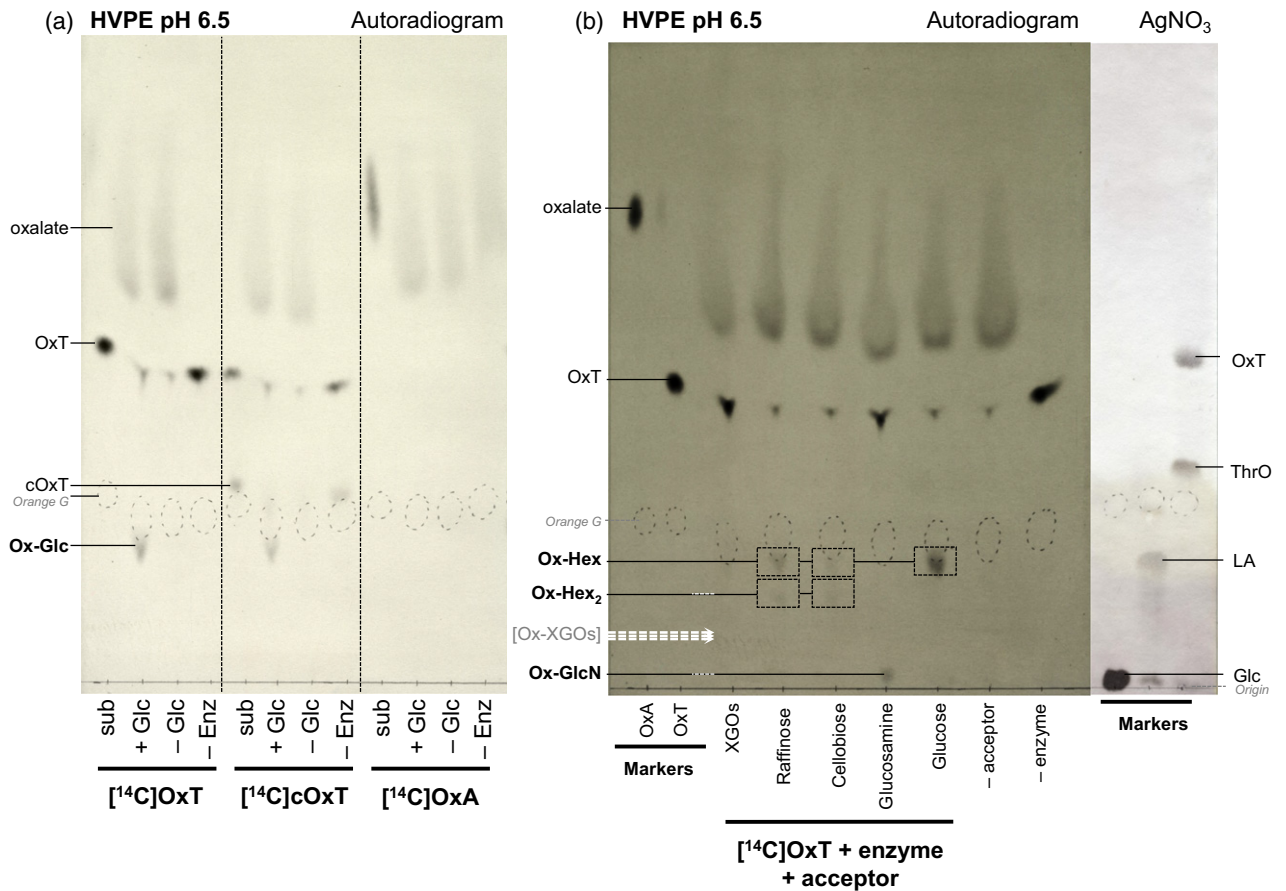 (a) HVPE pH 6.5 Autoradiogram
oxalate
OxT
cOxT
Orange G
Ox-Glc
sub
+ Glc
– Glc
– Enz
sub
+ Glc
– Glc
– Enz
sub
+ Glc
– Glc
– Enz
[¹⁴C]OxT
[¹⁴C]cOxT
[¹⁴C]OxA
(b) HVPE pH 6.5 Autoradiogram AgNO₃
oxalate
OxT
Orange G
Ox-Hex
Ox-Hex₂
[Ox-XGOs]
Ox-GlcN
OxT
ThrO
LA
Glc
Origin
OxA
OxT
XGOs
Raffinose
Cellobiose
Glucosamine
Glucose
– acceptor
– enzyme
Markers
Markers
[¹⁴C]OxT + enzyme
+ acceptor